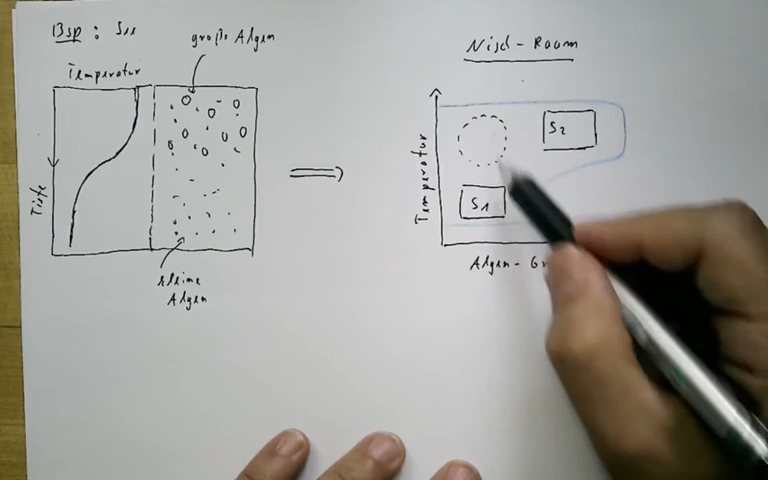 Bsp: See
große Algen
Temperatur
Tiefe
kleine
Algen
Nisch-Raum
Temperatur
S2
S1
Algen-Gr